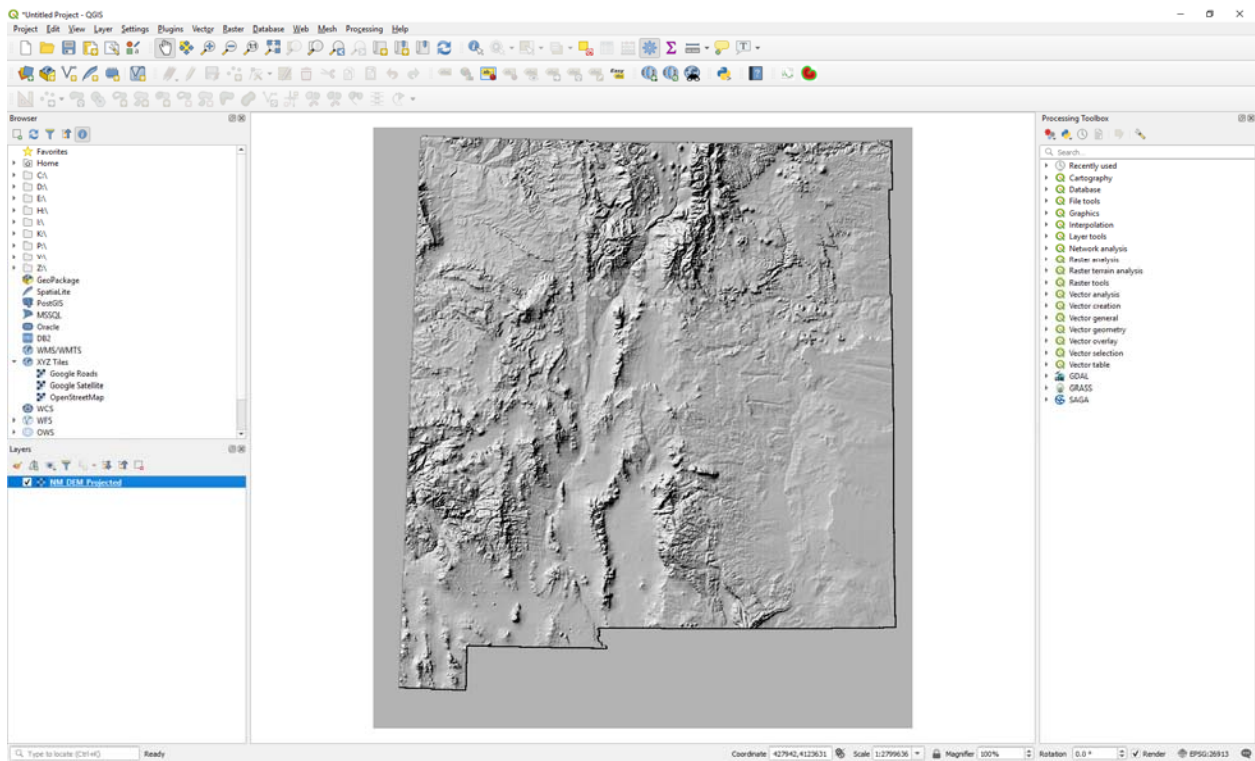 *Untitled Project - QGIS
Project Edit View Layer Settings Plugins Vector Raster Database Web Mesh Processing Help
Browser
Favorites
Home
C:\
D:\
E:\
H:\
I:\
K:\
P:\
V:\
Z:\
GeoPackage
SpatiaLite
PostGIS
MSSQL
Oracle
DB2
WMS/WMTS
XYZ Tiles
Google Roads
Google Satellite
OpenStreetMap
WCS
WFS
OWS
Layers
NM_DEM_Projected
Processing Toolbox
Search...
Recently used
Cartography
Database
File tools
Graphics
Interpolation
Layer tools
Network analysis
Raster analysis
Raster terrain analysis
Raster tools
Vector analysis
Vector creation
Vector general
Vector geometry
Vector overlay
Vector selection
Vector table
GDAL
GRASS
SAGA
Type to locate (Ctrl+K) Ready Coordinate 427942,4123631 Scale 1:2799636 Magnifier 100% Rotation 0.0 ° Render EPSG:26913